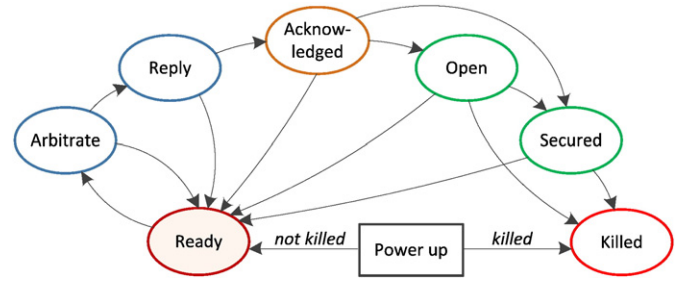 Acknow-
ledged
Reply
Open
Arbitrate
Secured
Ready
not killed
Power up
killed
Killed